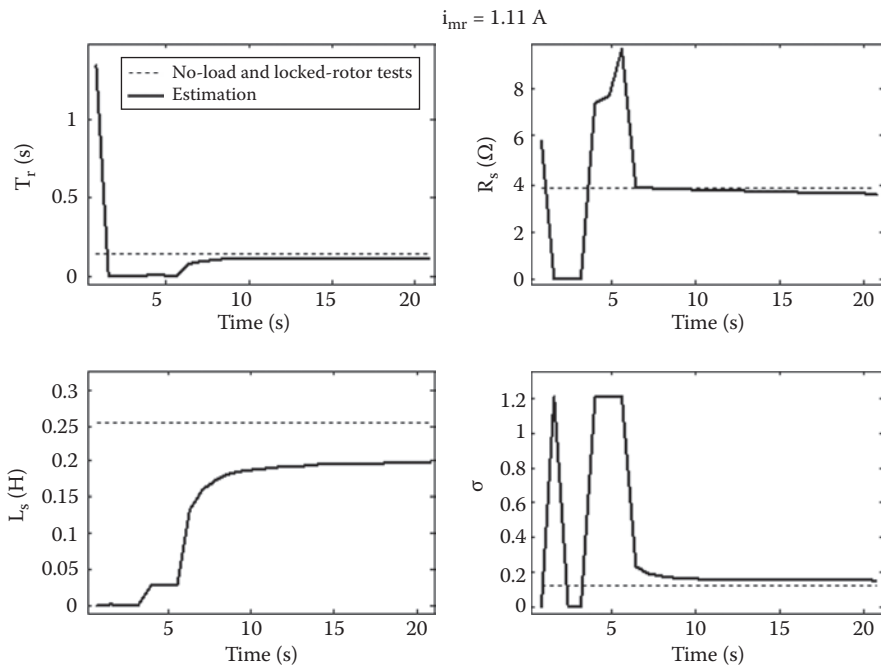 i_mr = 1.11 A
No-load and locked-rotor tests
Estimation
T_r (s)
1
0.5
0
5 10 15 20
Time (s)
R_s (Ω)
8
6
4
2
0
5 10 15 20
Time (s)
L_s (H)
0.3
0.25
0.2
0.15
0.1
0.05
0
5 10 15 20
Time (s)
σ
1.2
1
0.8
0.6
0.4
0.2
0
5 10 15 20
Time (s)